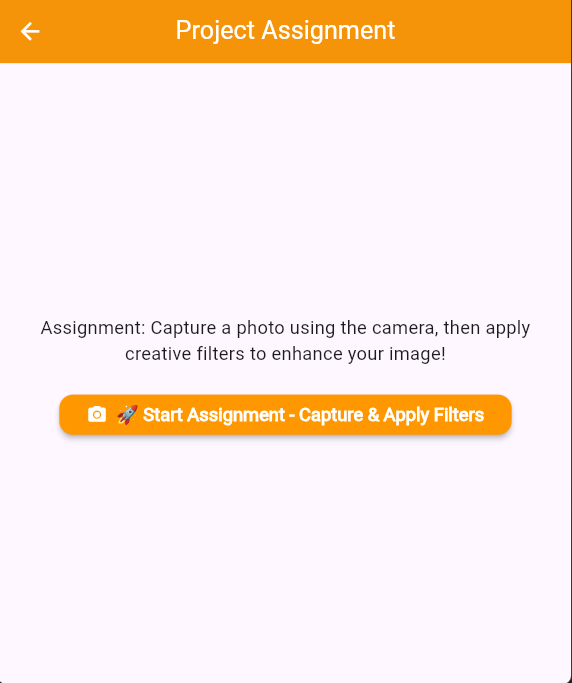 Project Assignment
Assignment: Capture a photo using the camera, then apply
creative filters to enhance your image!
🚀 Start Assignment - Capture & Apply Filters